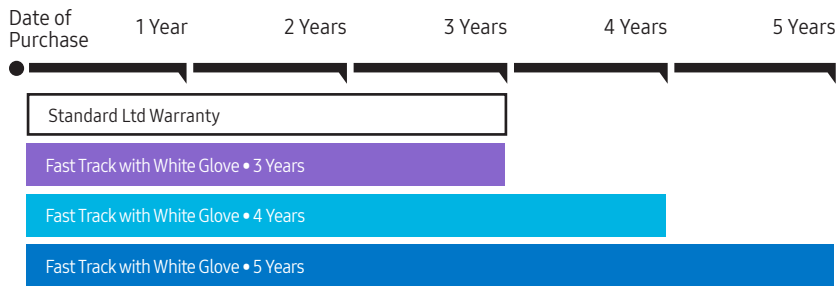 Date of
Purchase
1 Year
2 Years
3 Years
4 Years
5 Years
Standard Ltd Warranty
Fast Track with White Glove • 3 Years
Fast Track with White Glove • 4 Years
Fast Track with White Glove • 5 Years